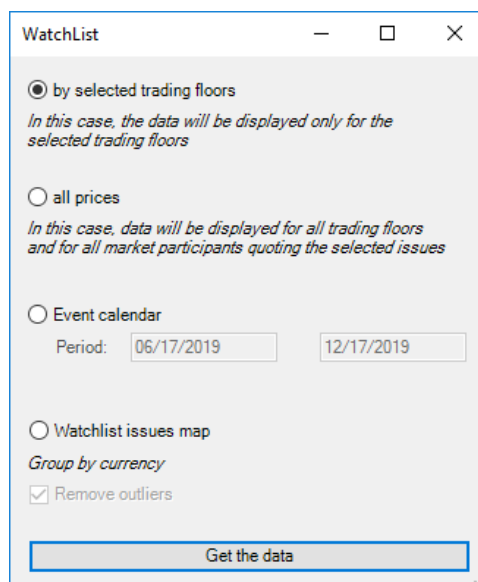 WatchList
by selected trading floors
In this case, the data will be displayed only for the
selected trading floors
all prices
In this case, data will be displayed for all trading floors
and for all market participants quoting the selected issues
Event calendar
Period: 06/17/2019 12/17/2019
Watchlist issues map
Group by currency
Remove outliers
Get the data